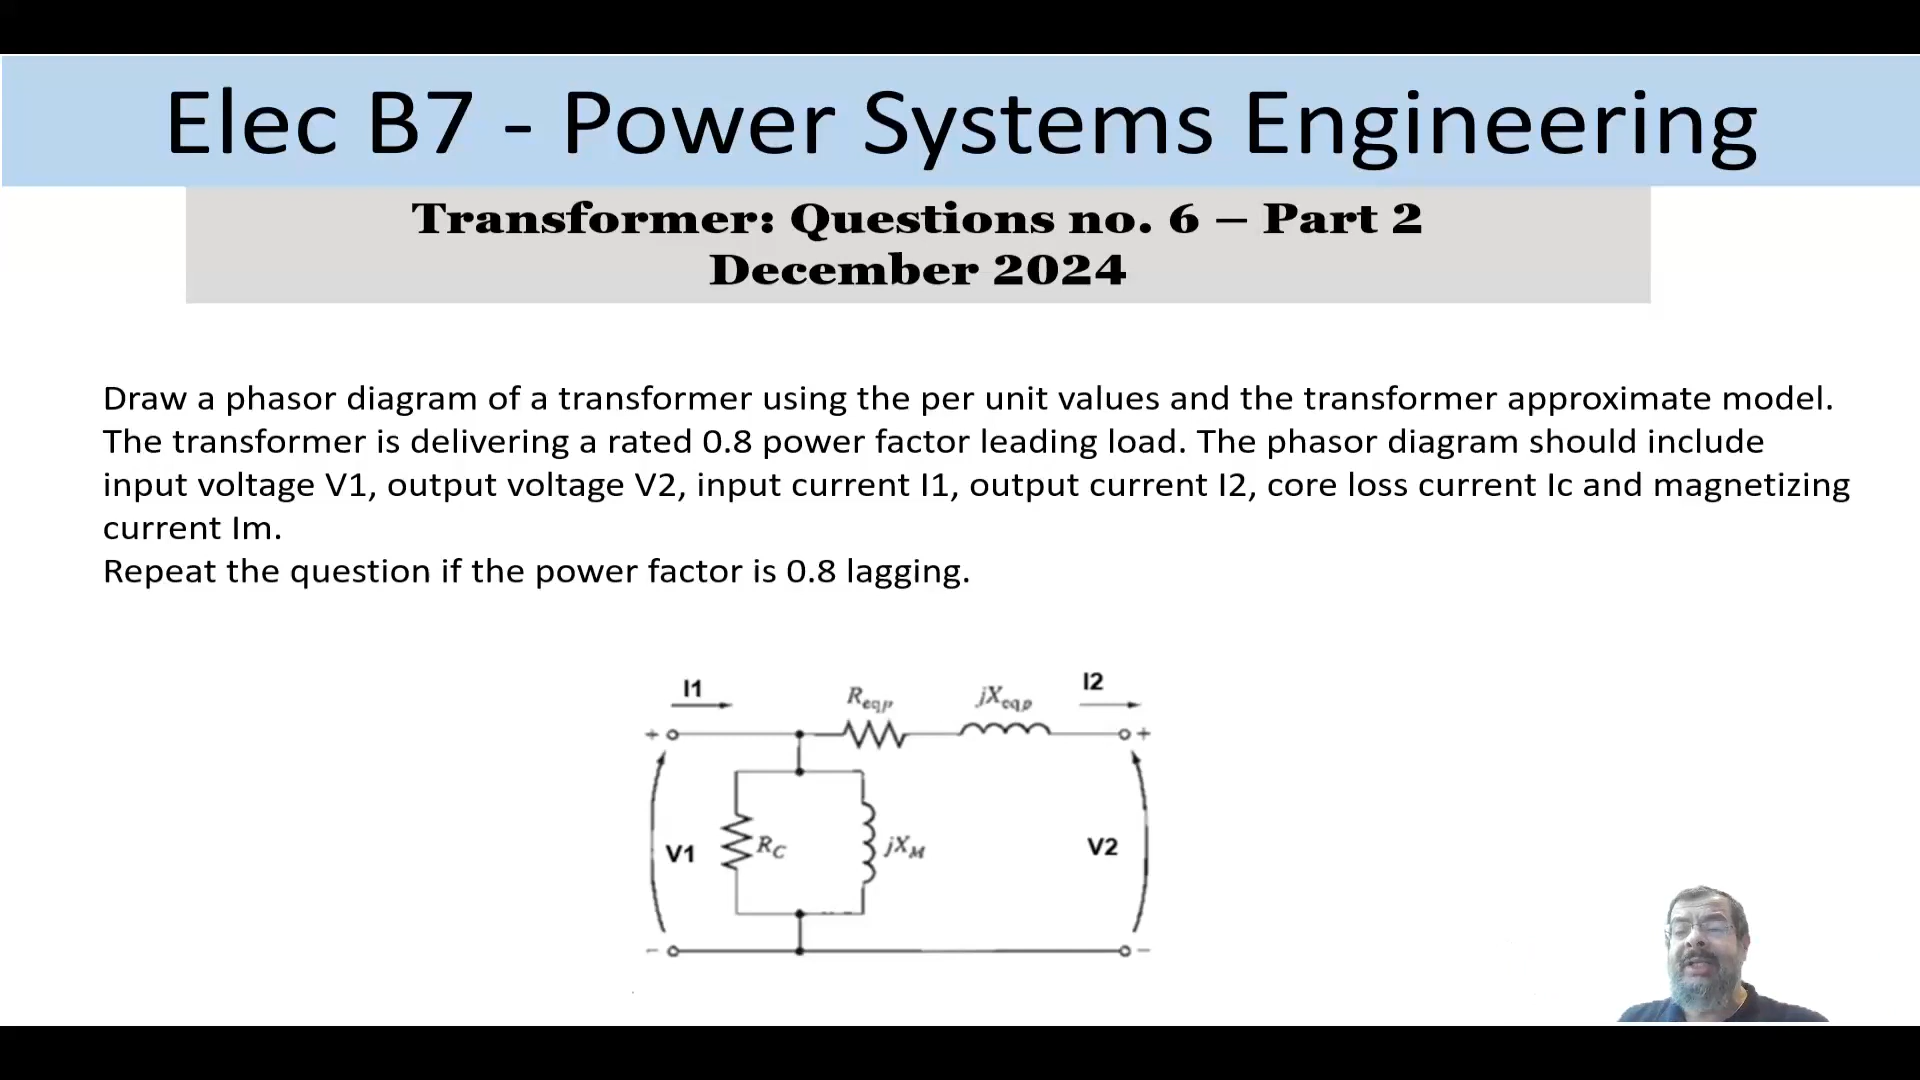 Elec B7 - Power Systems Engineering
Transformer: Questions no. 6 – Part 2
December 2024
Draw a phasor diagram of a transformer using the per unit values and the transformer approximate model.
The transformer is delivering a rated 0.8 power factor leading load. The phasor diagram should include
input voltage V1, output voltage V2, input current I1, output current I2, core loss current Ic and magnetizing
current Im.
Repeat the question if the power factor is 0.8 lagging.
I1 Reqp jXeqp I2
+ +
V1 RC jXM V2
- -